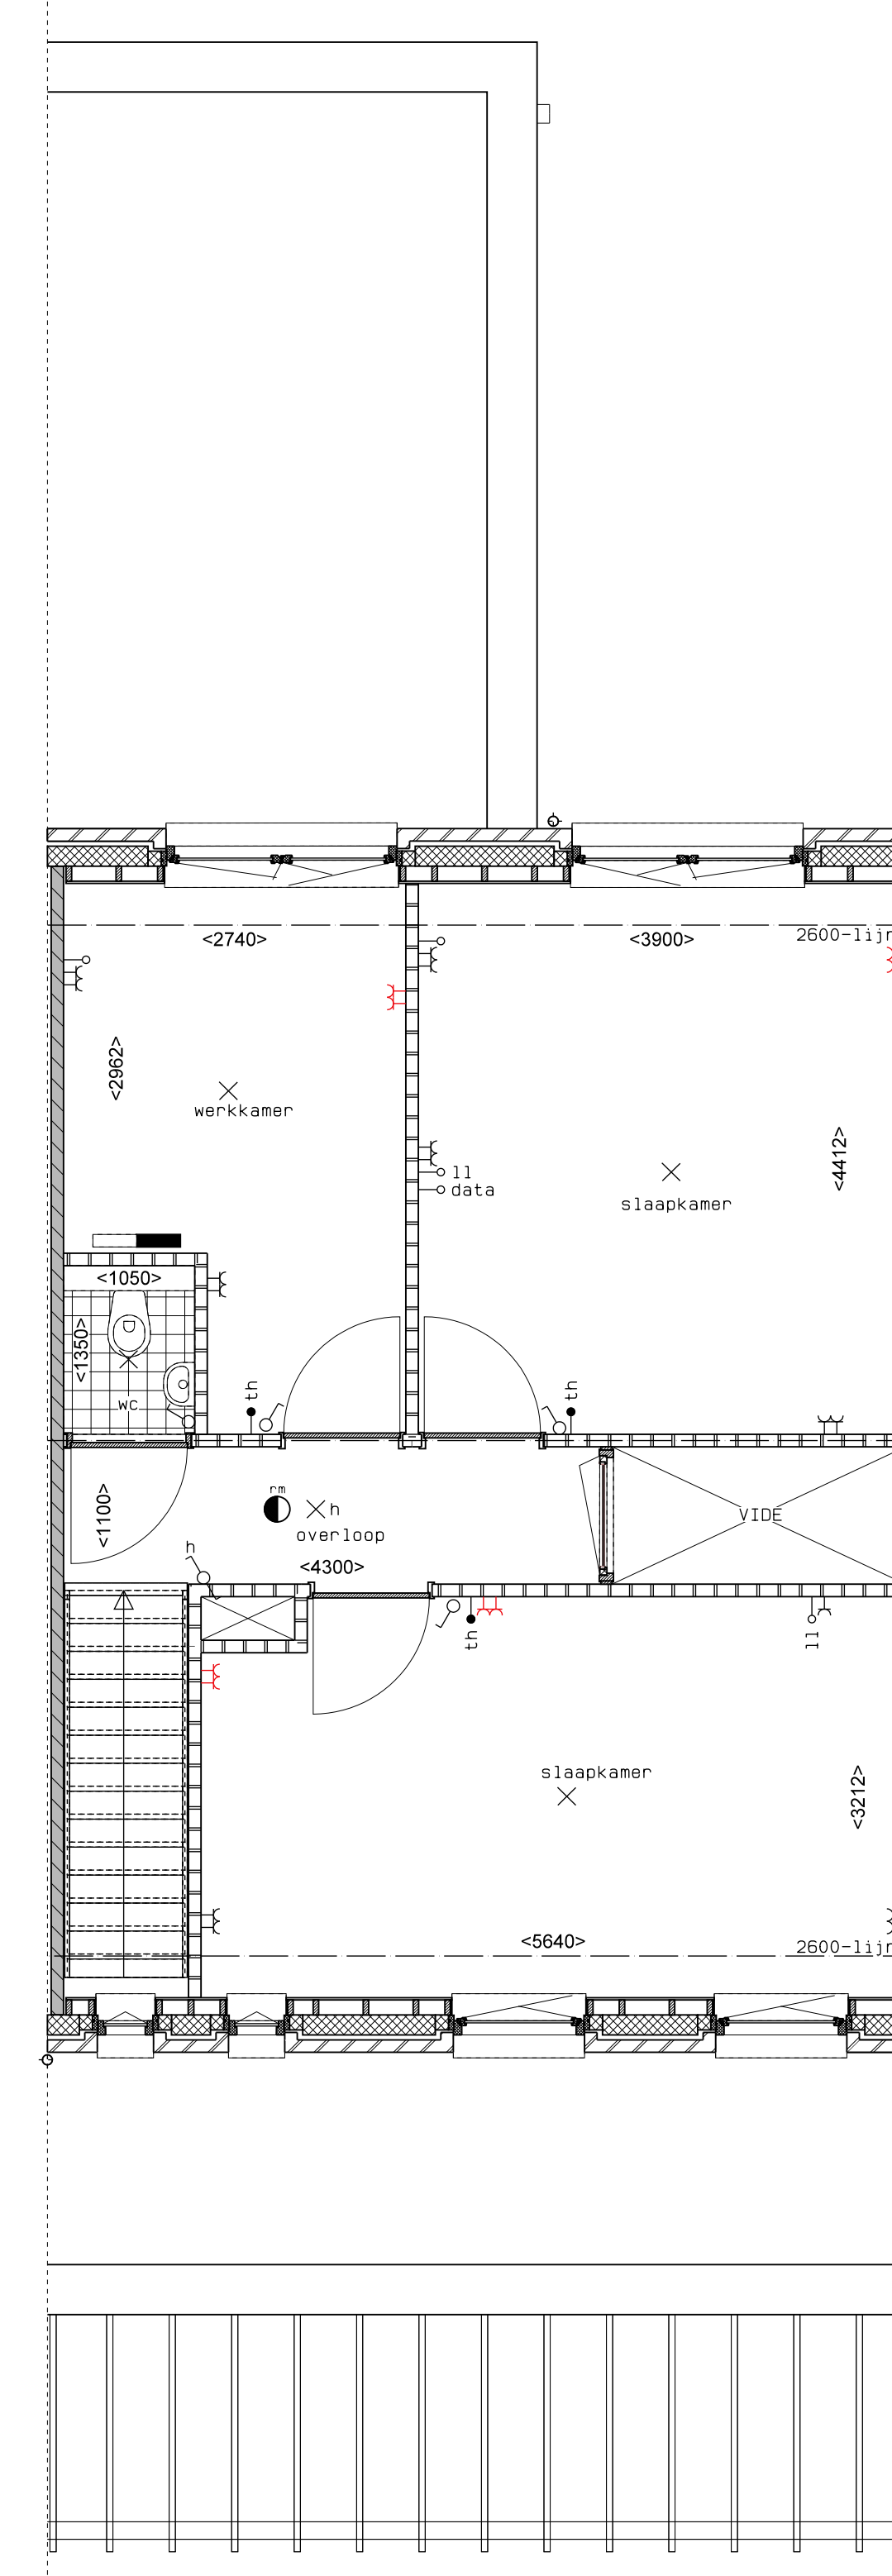 <2740>
<3900>
2600-lijn
<2962>
werkkamer
<4412>
ll
data
slaapkamer
<1050>
<1350>
wc
th
th
<1100>
rm
h
overloop
VIDE
h
<4300>
th
ll
slaapkamer
<3212>
<5640>
2600-lijn